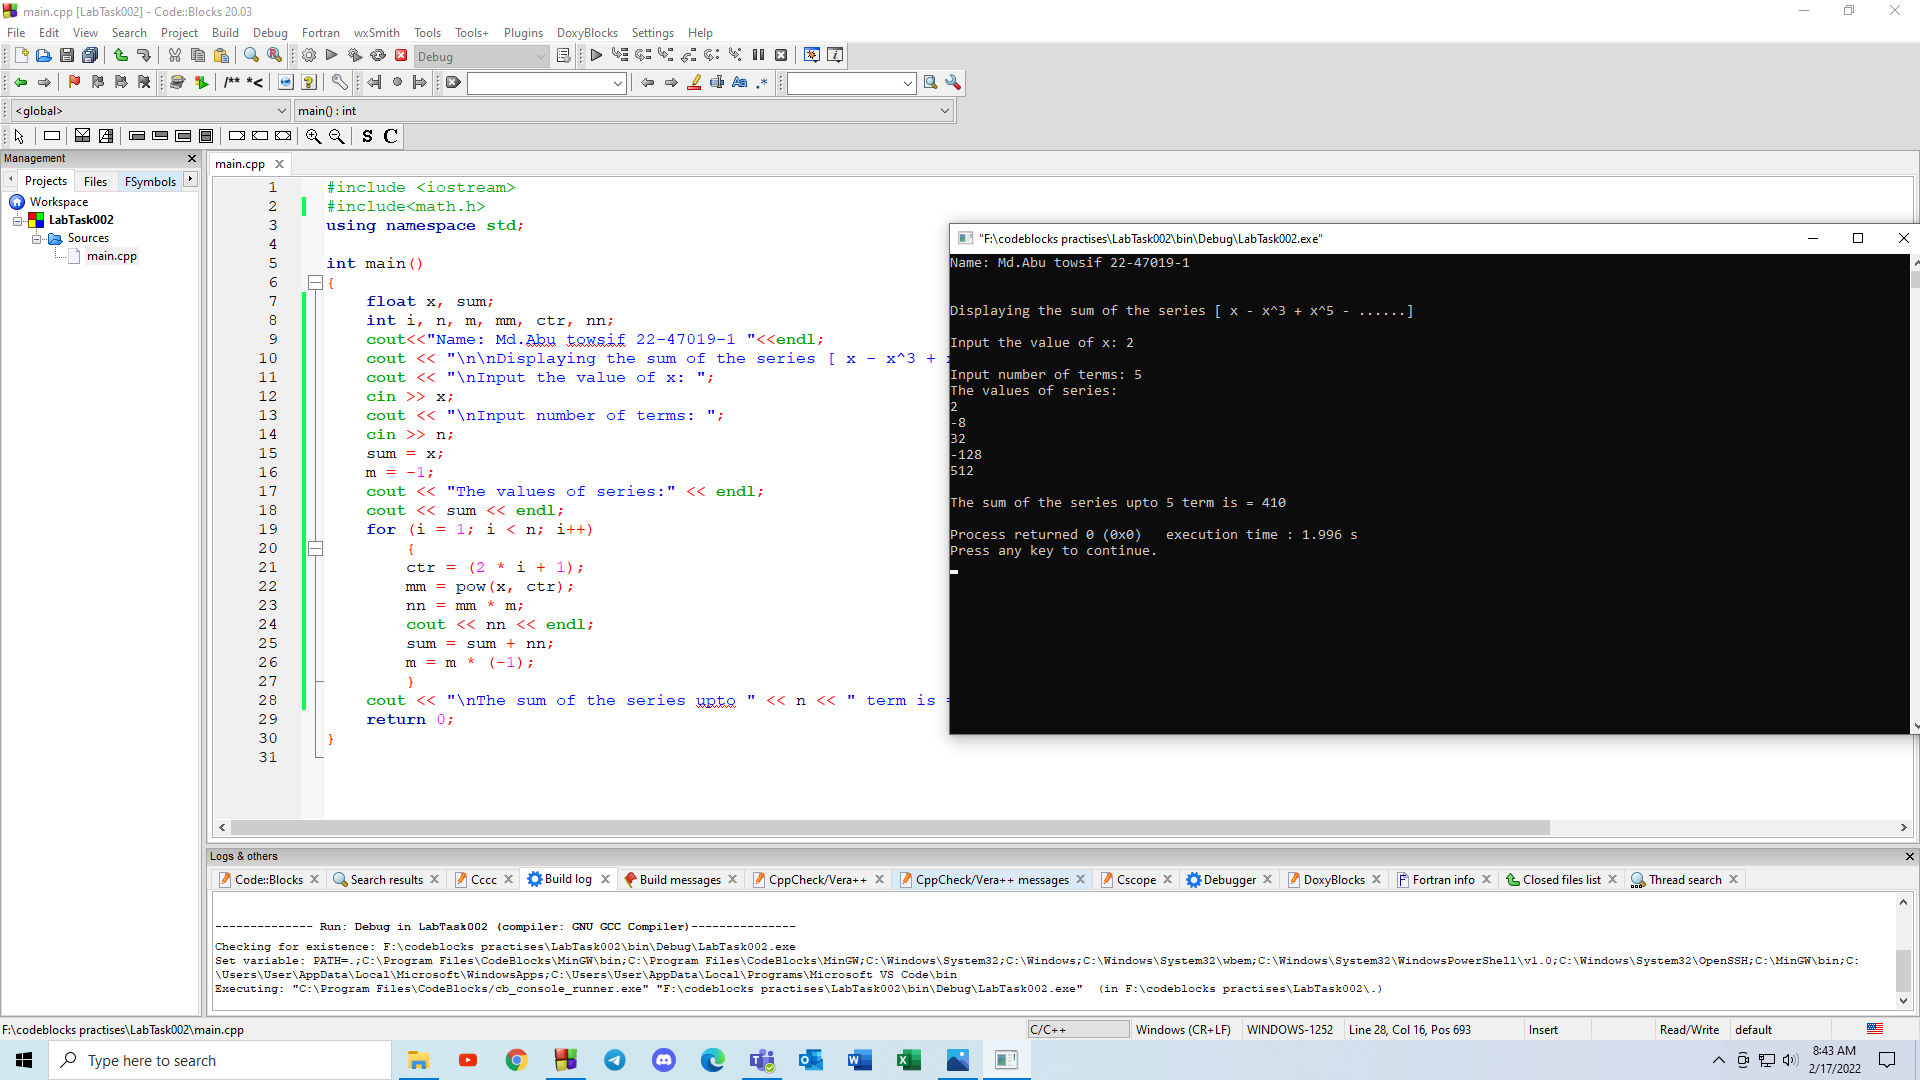 main.cpp [LabTask002] - Code::Blocks 20.03
File Edit View Search Project Build Debug Fortran wxSmith Tools Tools+ Plugins DoxyBlocks Settings Help
Debug
/** *<
<global>
main() : int
S C
Management
Projects Files FSymbols
Workspace
LabTask002
Sources
main.cpp
main.cpp
1 #include <iostream>
2 #include<math.h>
3 using namespace std;
4
5 int main()
6 {
7 float x, sum;
8 int i, n, m, mm, ctr, nn;
9 cout<<"Name: Md.Abu towsif 22-47019-1 "<<endl;
10 cout << "\n\nDisplaying the sum of the series [ x - x^3 +
11 cout << "\nInput the value of x: ";
12 cin >> x;
13 cout << "\nInput number of terms: ";
14 cin >> n;
15 sum = x;
16 m = -1;
17 cout << "The values of series:" << endl;
18 cout << sum << endl;
19 for (i = 1; i < n; i++)
20 {
21 ctr = (2 * i + 1);
22 mm = pow(x, ctr);
23 nn = mm * m;
24 cout << nn << endl;
25 sum = sum + nn;
26 m = m * (-1);
27 }
28 cout << "\nThe sum of the series upto " << n << " term is
29 return 0;
30 }
31
"F:\codeblocks practises\LabTask002\bin\Debug\LabTask002.exe"
Name: Md.Abu towsif 22-47019-1
Displaying the sum of the series [ x - x^3 + x^5 - ......]
Input the value of x: 2
Input number of terms: 5
The values of series:
2
-8
32
-128
512
The sum of the series upto 5 term is = 410
Process returned 0 (0x0) execution time : 1.996 s
Press any key to continue.
Logs & others
Code::Blocks Search results Cccc Build log Build messages CppCheck/Vera++ CppCheck/Vera++ messages Cscope Debugger DoxyBlocks Fortran info Closed files list Thread search
-------------- Run: Debug in LabTask002 (compiler: GNU GCC Compiler)---------------
Checking for existence: F:\codeblocks practises\LabTask002\bin\Debug\LabTask002.exe
Set variable: PATH=.;C:\Program Files\CodeBlocks\MinGW\bin;C:\Program Files\CodeBlocks\MinGW;C:\Windows\System32;C:\Windows;C:\Windows\System32\wbem;C:\Windows\System32\WindowsPowerShell\v1.0;C:\Windows\System32\OpenSSH;C:\MinGW\bin;C:
\Users\User\AppData\Local\Microsoft\WindowsApps;C:\Users\User\AppData\Local\Programs\Microsoft VS Code\bin
Executing: "C:\Program Files\CodeBlocks/cb_console_runner.exe" "F:\codeblocks practises\LabTask002\bin\Debug\LabTask002.exe" (in F:\codeblocks practises\LabTask002\.)
F:\codeblocks practises\LabTask002\main.cpp C/C++ Windows (CR+LF) WINDOWS-1252 Line 28, Col 16, Pos 693 Insert Read/Write default
Type here to search
8:43 AM
2/17/2022